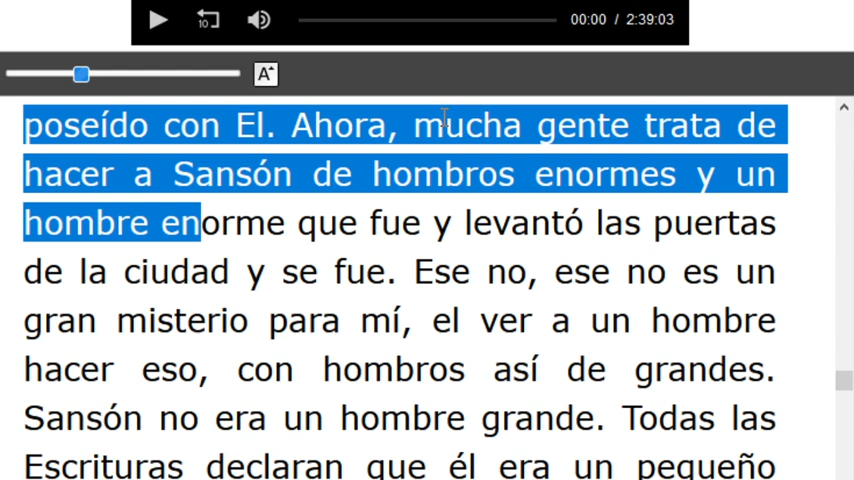 10
00:00 / 2:39:03
A
poseído con El. Ahora, mucha gente trata de
hacer a Sansón de hombros enormes y un
hombre enorme que fue y levantó las puertas
de la ciudad y se fue. Ese no, ese no es un
gran misterio para mí, el ver a un hombre
hacer eso, con hombros así de grandes.
Sansón no era un hombre grande. Todas las
Escrituras declaran que él era un pequeño